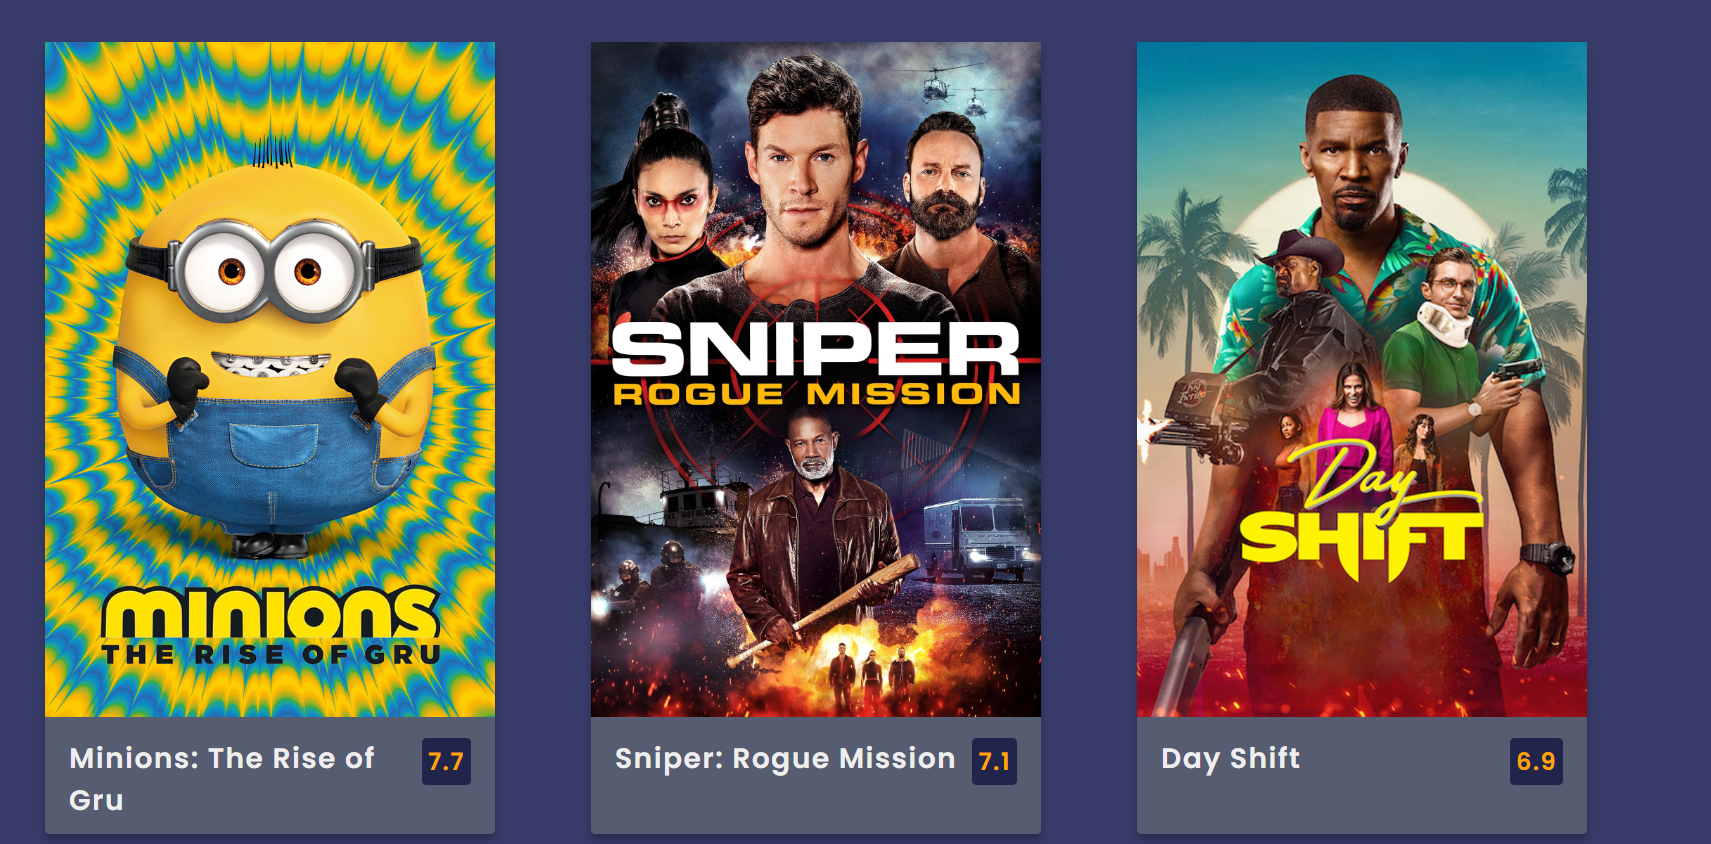 minions
THE RISE OF GRU
Minions: The Rise of
Gru
7.7
SNIPER
ROGUE MISSION
Sniper: Rogue Mission
7.1
Day
SHIFT
Day Shift
6.9